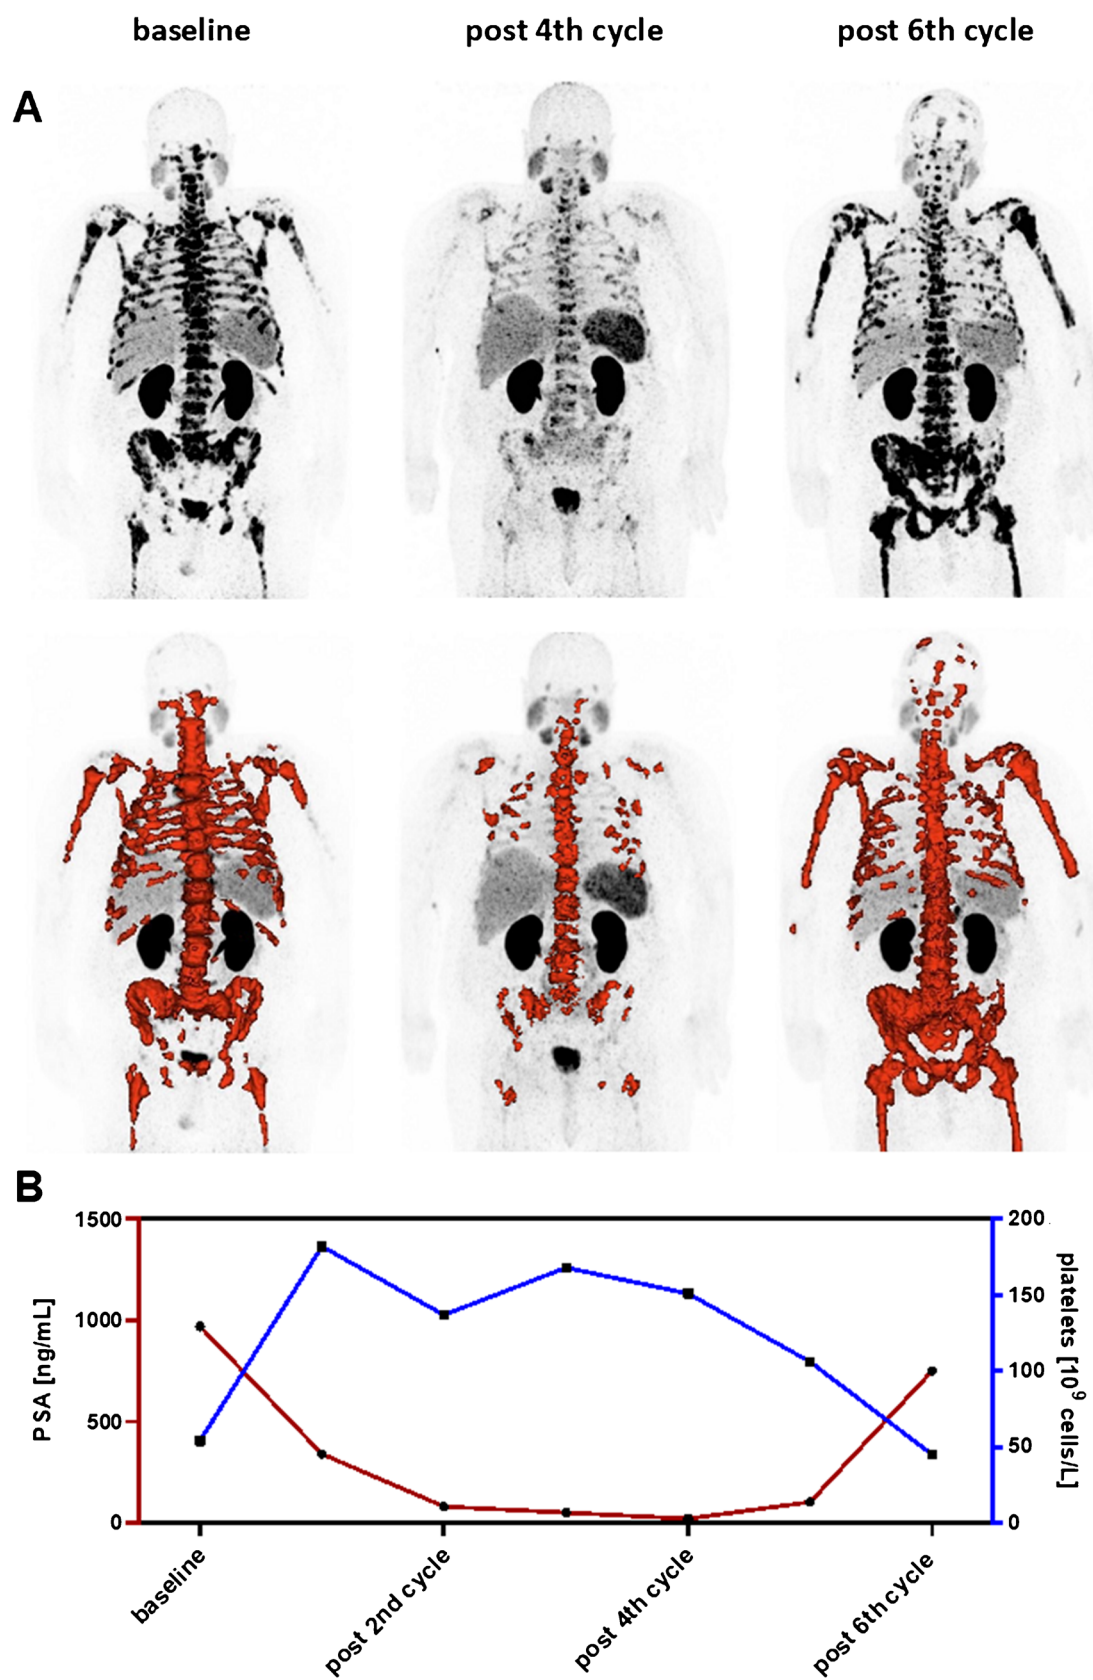 baseline
post 4th cycle
post 6th cycle
A
B
1500
1000
500
0
PSA [ng/mL]
200
150
100
50
0
platelets [10⁹ cells/L]
baseline
post 2nd cycle
post 4th cycle
post 6th cycle